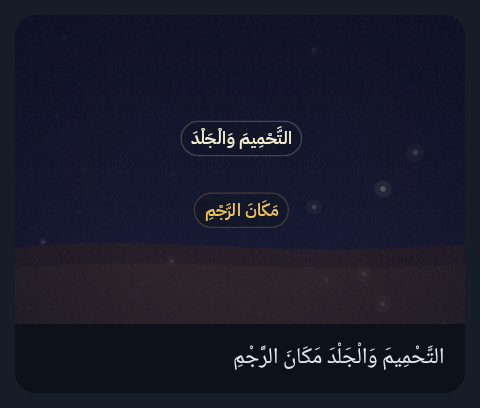 التَّحْمِيمَ وَالْجَلْدَ
مَكَانَ الرَّجْمِ
التَّحْمِيمَ وَالْجَلْدَ مَكَانَ الرَّجْمِ